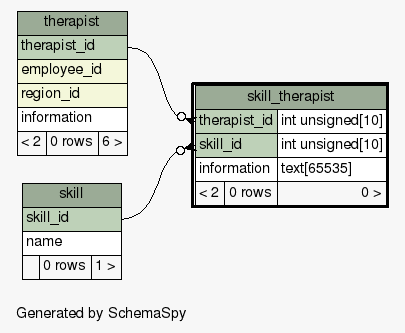 therapist
therapist_id
employee_id
region_id
information
< 2 0 rows 6 >
skill_therapist
therapist_id int unsigned[10]
skill_id int unsigned[10]
information text[65535]
< 2 0 rows 0 >
skill
skill_id
name
0 rows 1 >
Generated by SchemaSpy